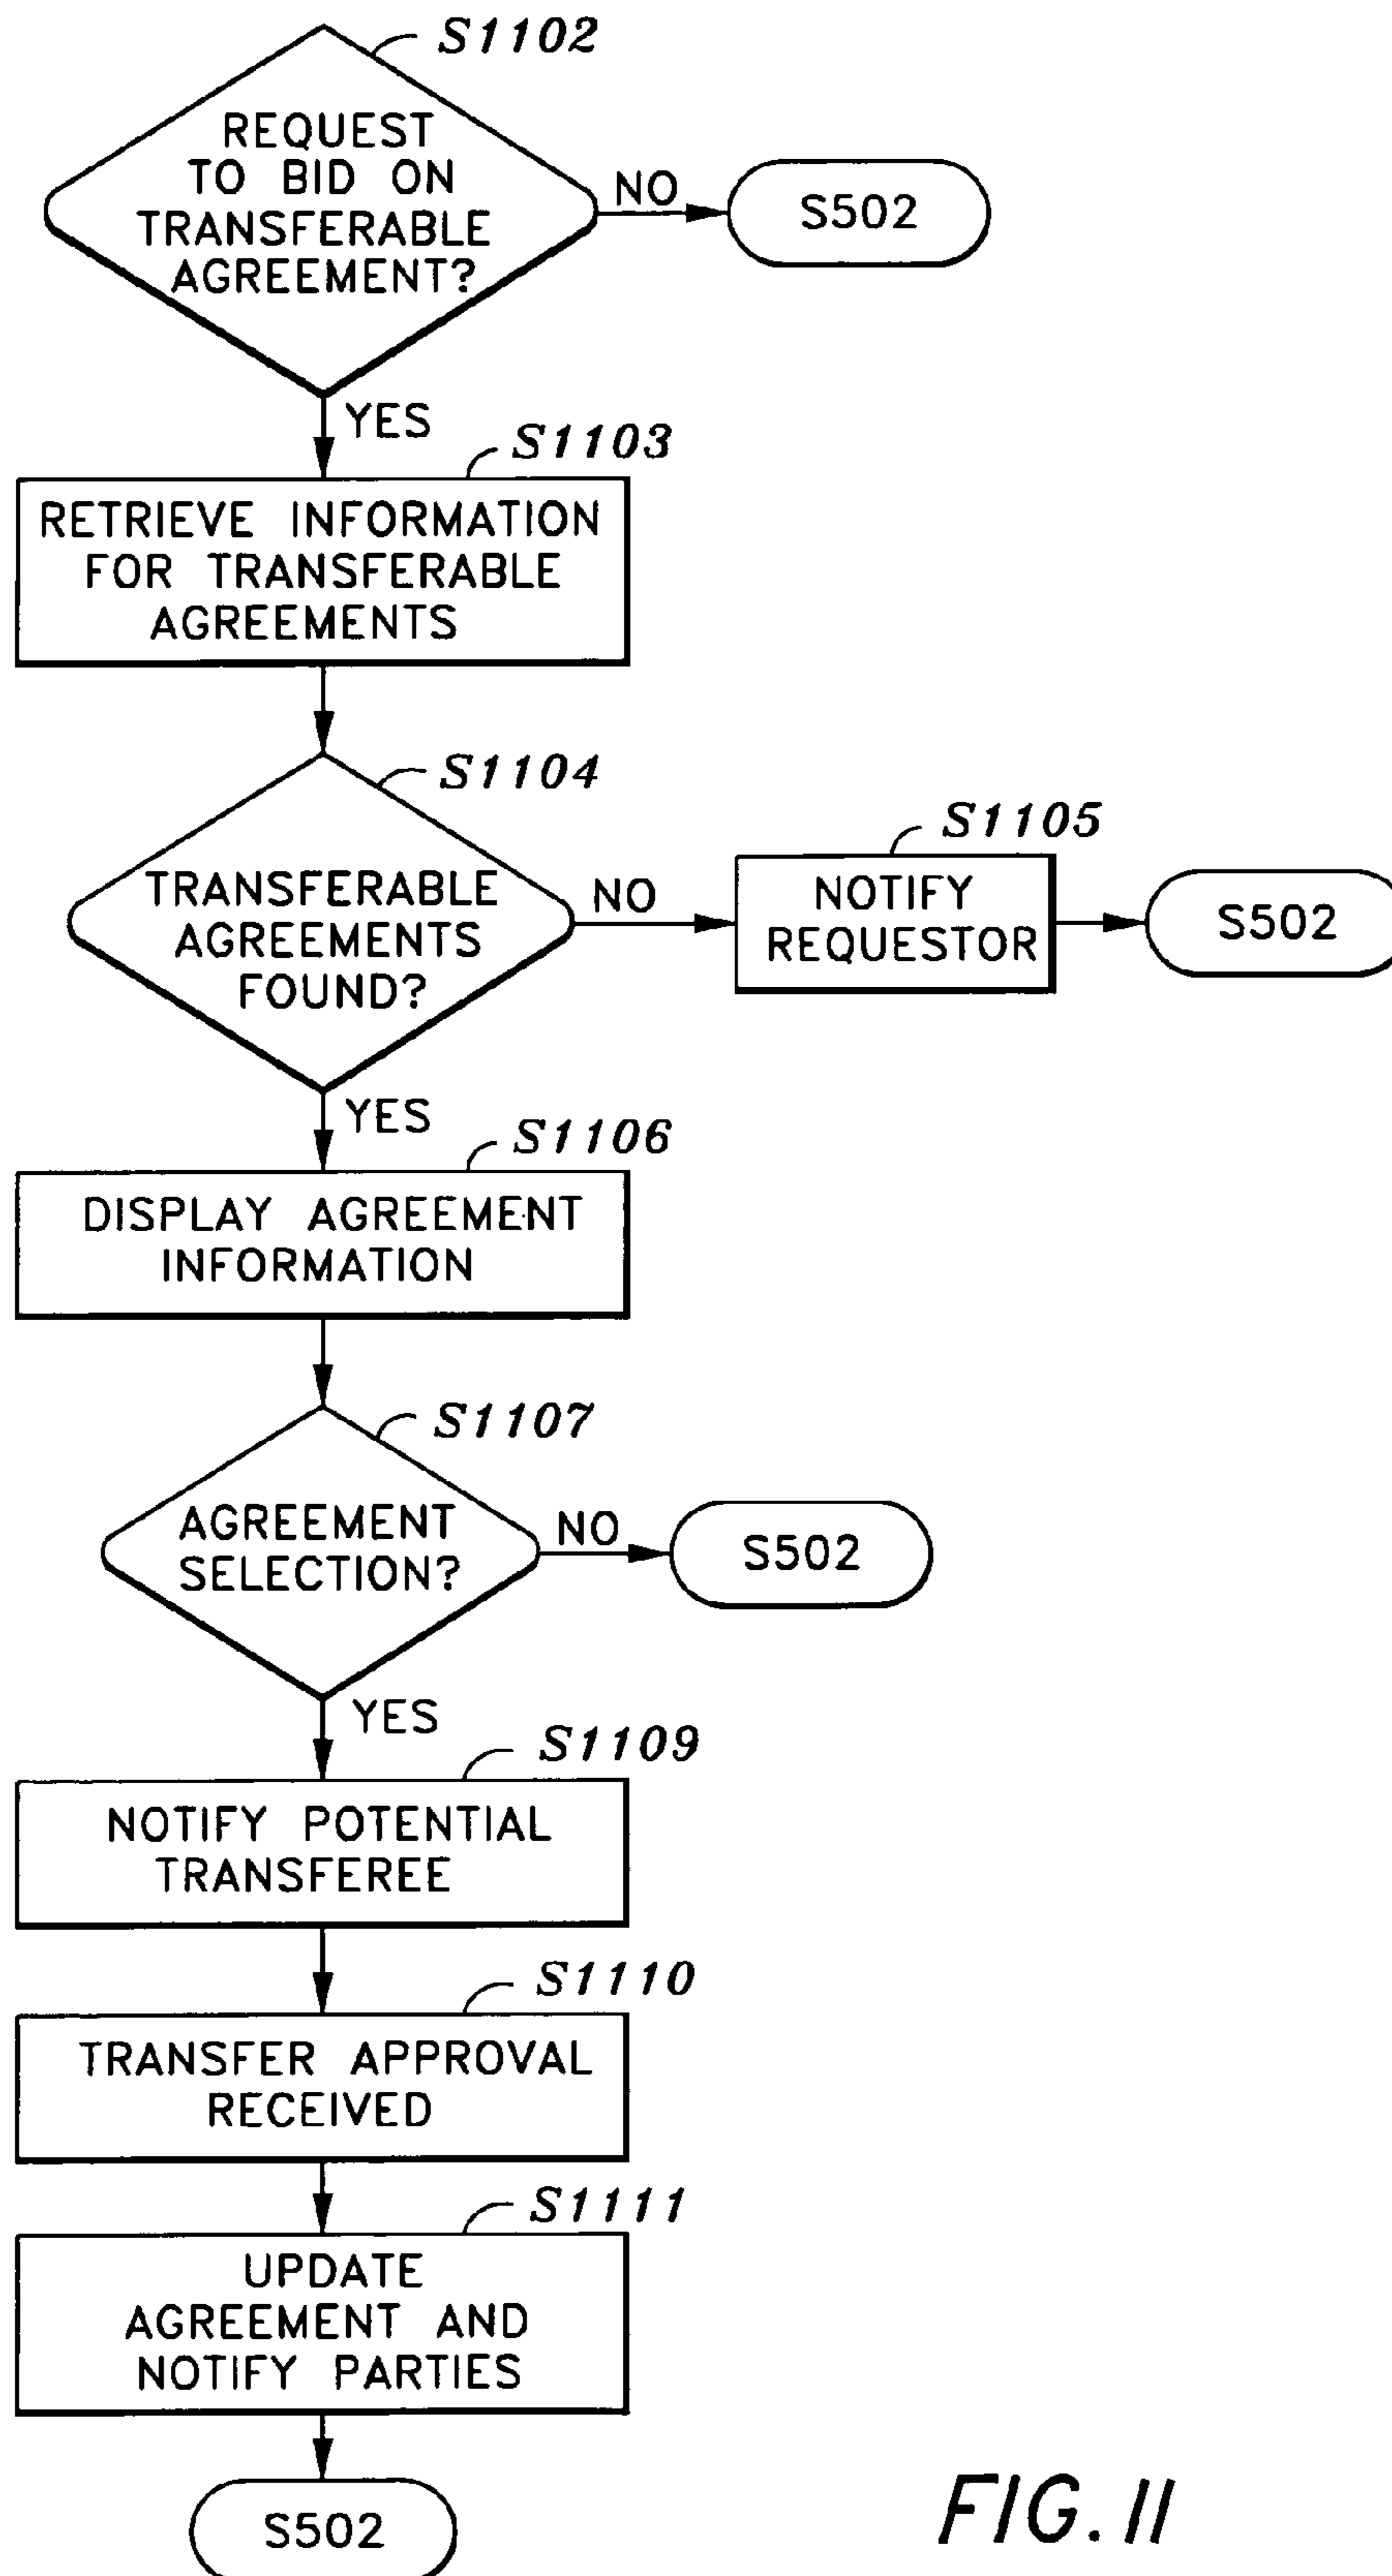 S1102
REQUEST
TO BID ON
TRANSFERABLE
AGREEMENT?
NO
S502
YES
S1103
RETRIEVE INFORMATION
FOR TRANSFERABLE
AGREEMENTS
S1104
TRANSFERABLE
AGREEMENTS
FOUND?
NO
S1105
NOTIFY
REQUESTOR
S502
YES
S1106
DISPLAY AGREEMENT
INFORMATION
S1107
AGREEMENT
SELECTION?
NO
S502
YES
S1109
NOTIFY POTENTIAL
TRANSFEREE
S1110
TRANSFER APPROVAL
RECEIVED
S1111
UPDATE
AGREEMENT AND
NOTIFY PARTIES
S502
FIG. 11